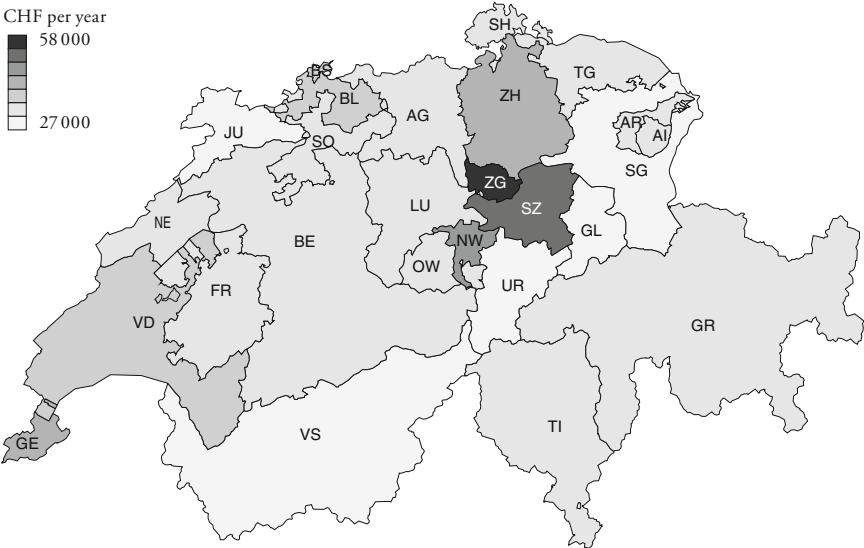 CHF per year
58 000
27 000
SH
BS
TG
BL
ZH
AG
JU
SO
AR
AI
SG
ZG
LU
SZ
NE
BE
NW
GL
OW
FR
UR
VD
GR
TI
VS
GE